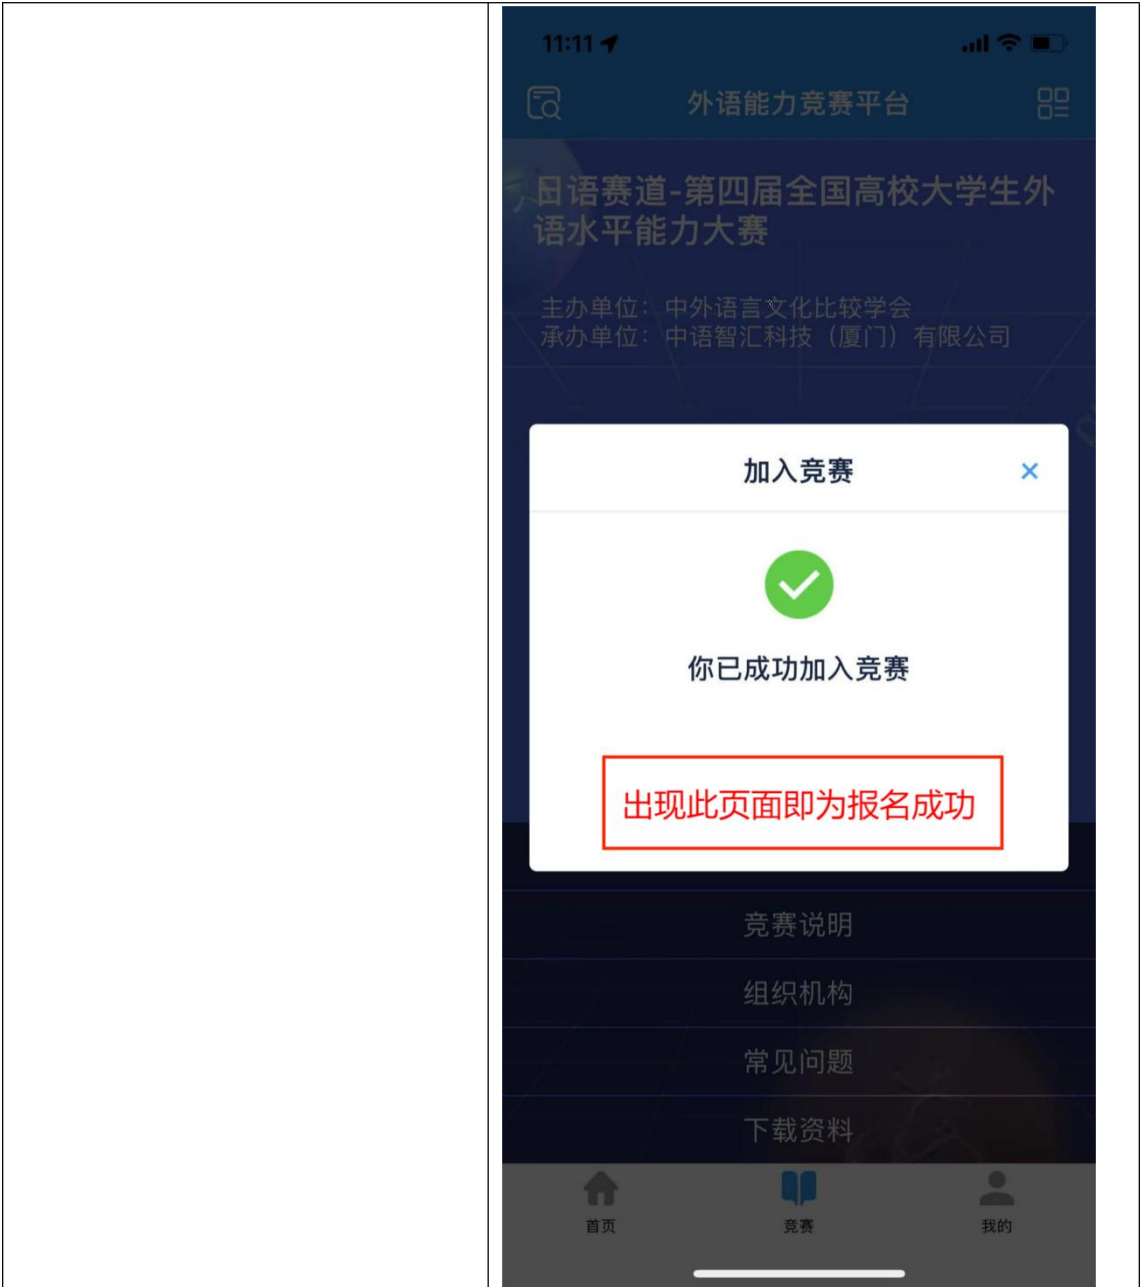 11:11
外语能力竞赛平台
日语赛道-第四届全国高校大学生外
语水平能力大赛
主办单位：中外语言文化比较学会
承办单位：中语智汇科技（厦门）有限公司
加入竞赛
你已成功加入竞赛
出现此页面即为报名成功
竞赛说明
组织机构
常见问题
下载资料
首页
竞赛
我的